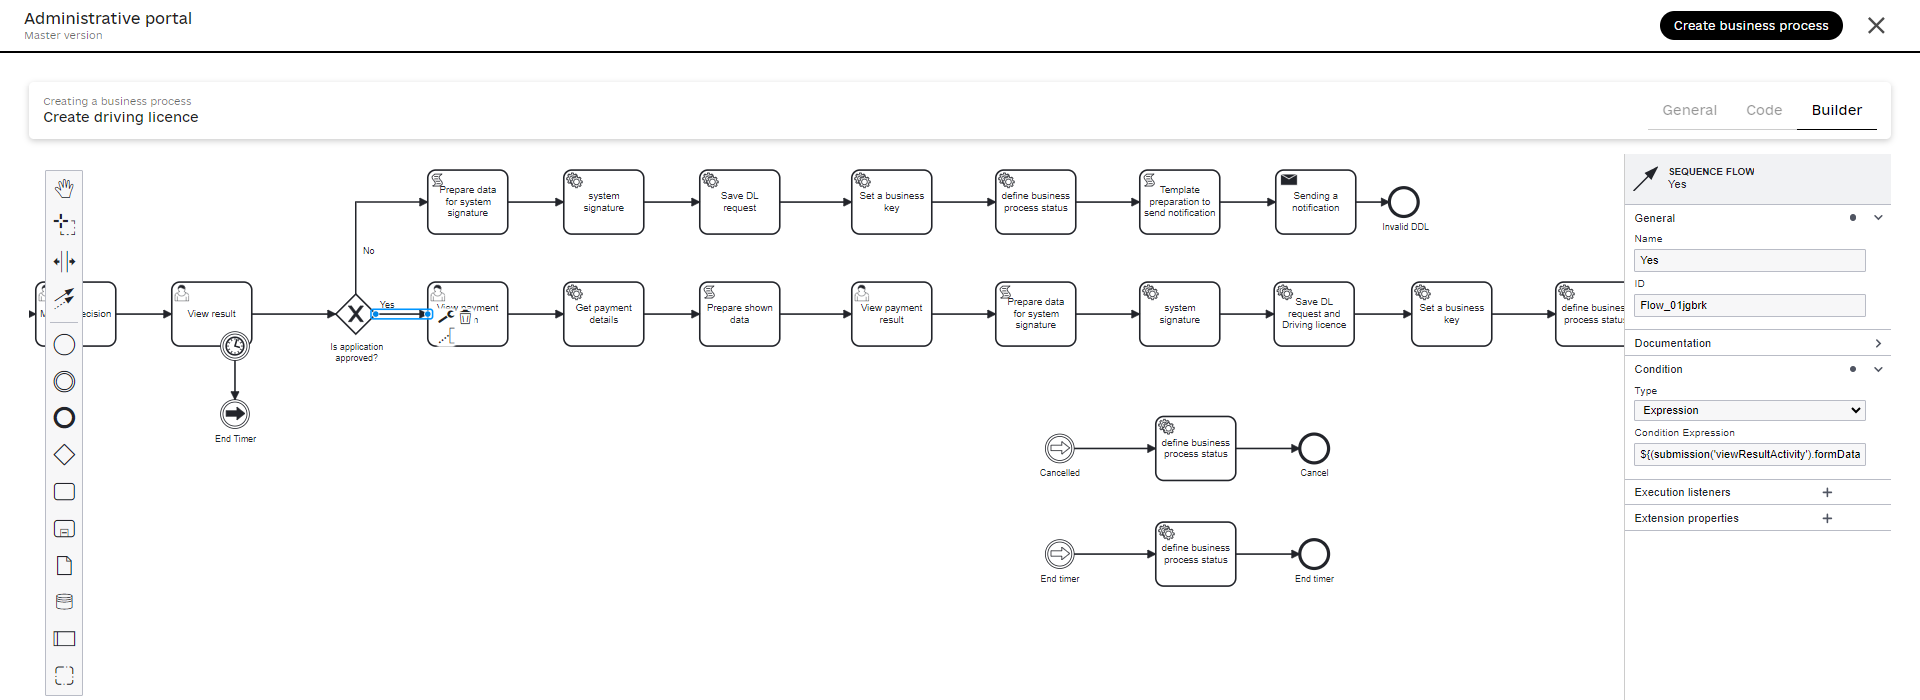 Administrative portal
Master version
Create business process
Creating a business process
Create driving licence
General
Code
Builder
Prepare data
for system
signature
system
signature
Save DL
request
Set a business
key
define business
process status
Template
preparation to
send notification
Sending a
notification
Invalid DDL
No
View result
Yes
Is application
approved?
View payment
Get payment
details
Prepare shown
data
View payment
result
Prepare data
for system
signature
system
signature
Save DL
request and
Driving licence
Set a business
key
define busines
process status
End Timer
Cancelled
define business
process status
Cancel
End timer
define business
process status
End timer
SEQUENCE FLOW
Yes
General
Name
Yes
ID
Flow_01jgbrk
Documentation
Condition
Type
Expression
Condition Expression
${(submission('viewResultActivity').formData
Execution listeners
Extension properties